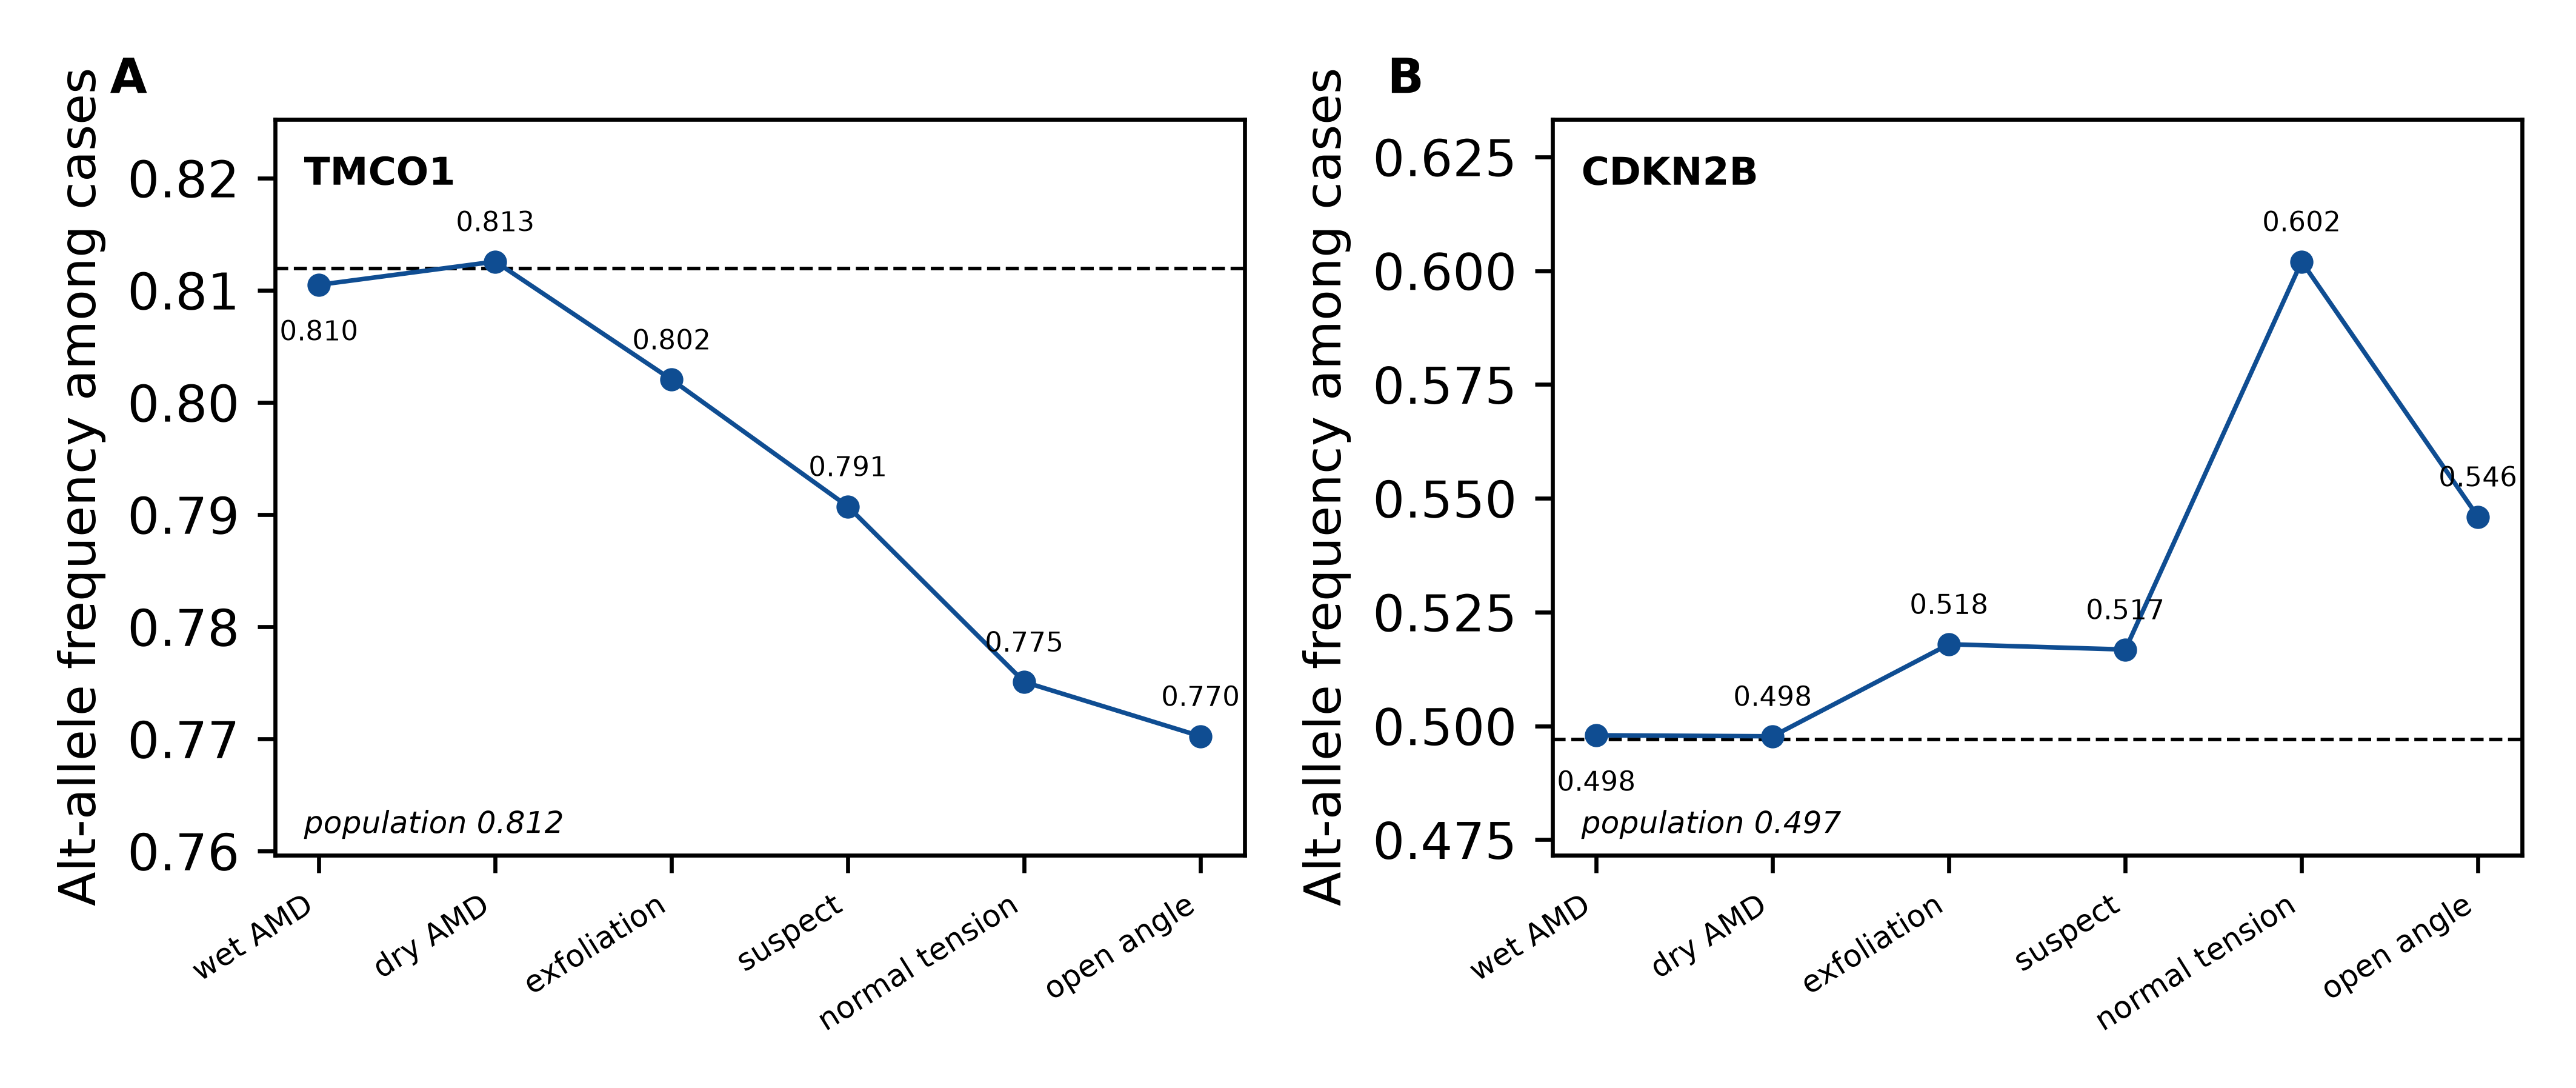 A
Alt-allele frequency among cases
0.82
0.81
0.80
0.79
0.78
0.77
0.76
TMCO1
0.810
0.813
0.802
0.791
0.775
0.770
population 0.812
wet AMD
dry AMD
exfoliation
suspect
normal tension
open angle
B
Alt-allele frequency among cases
0.625
0.600
0.575
0.550
0.525
0.500
0.475
CDKN2B
0.498
0.498
0.518
0.517
0.602
0.546
population 0.497
wet AMD
dry AMD
exfoliation
suspect
normal tension
open angle